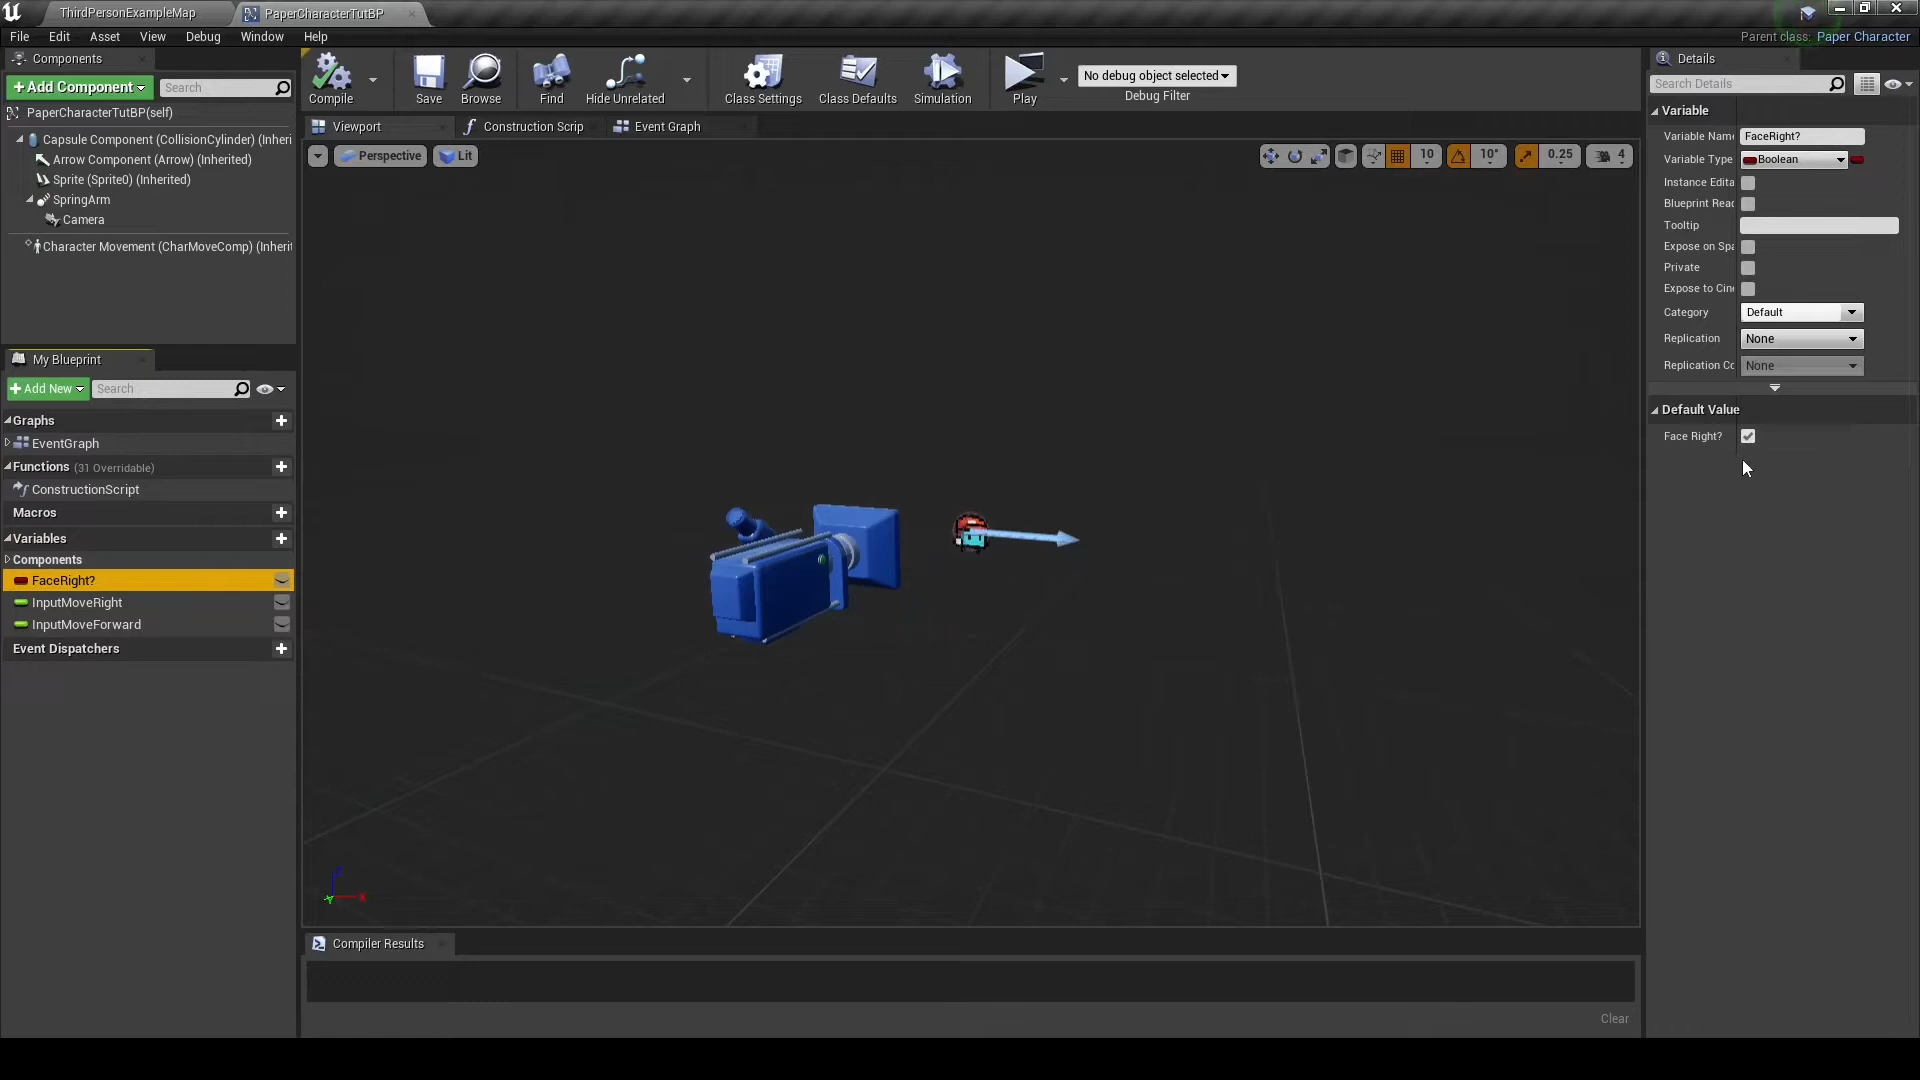 ThirdPersonExampleMap
PaperCharacterTutBP
File Edit Asset View Debug Window Help
Parent class: Paper Character
Components
+Add Component
Search
PaperCharacterTutBP(self)
Capsule Component (CollisionCylinder) (Inheri
Arrow Component (Arrow) (Inherited)
Sprite (Sprite0) (Inherited)
SpringArm
Camera
Character Movement (CharMoveComp) (Inherit
My Blueprint
+Add New
Search
Graphs
EventGraph
Functions (31 Overridable)
ConstructionScript
Macros
Variables
Components
FaceRight?
InputMoveRight
InputMoveForward
Event Dispatchers
Compile
Save
Browse
Find
Hide Unrelated
Class Settings
Class Defaults
Simulation
Play
No debug object selected
Debug Filter
Viewport
Construction Scrip
Event Graph
Perspective
Lit
10
10°
0.25
4
Z
X
Y
Compiler Results
Clear
Details
Search Details
Variable
Variable Nam FaceRight?
Variable Type Boolean
Instance Edita
Blueprint Read
Tooltip
Expose on Spa
Private
Expose to Cine
Category Default
Replication None
Replication Co None
Default Value
Face Right?